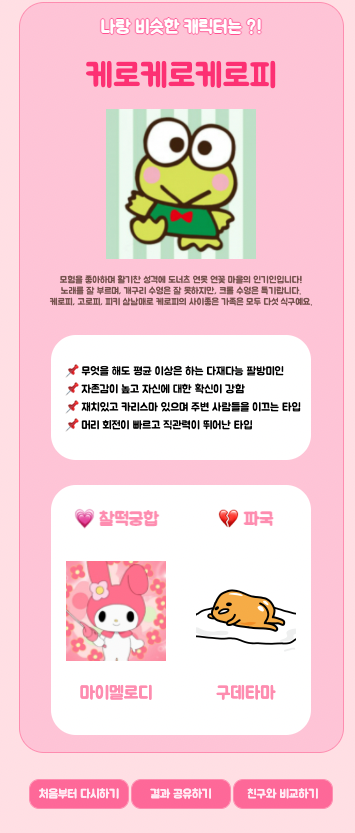 나랑 비슷한 캐릭터는 ?!
케로케로케로피
모험을 좋아하며 활기찬 성격에 도너츠 연못 연꽃 마을의 인기인입니다!
노래를 잘 부르며, 개구리 수영은 잘 못하지만, 크롤 수영은 특기랍니다.
케로피, 고로피, 피키 삼남매로 케로피의 사이좋은 가족은 모두 다섯 식구예요.
📌 무엇을 해도 평균 이상은 하는 다재다능 팔방미인
📌 자존감이 높고 자신에 대한 확신이 강함
📌 재치있고 카리스마 있으며 주변 사람들을 이끄는 타입
📌 머리 회전이 빠르고 직관력이 뛰어난 타입
💗 찰떡궁합
💔 파국
마이멜로디
구데타마
처음부터 다시하기
결과 공유하기
친구와 비교하기